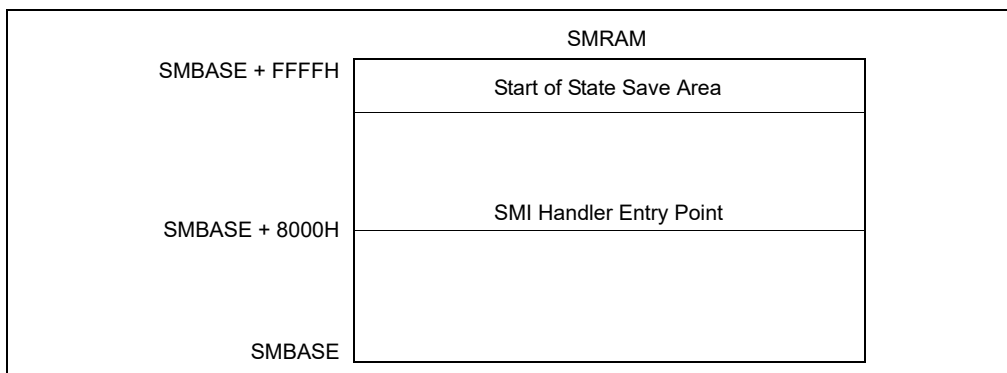 SMRAM
SMBASE + FFFFH
Start of State Save Area
SMI Handler Entry Point
SMBASE + 8000H
SMBASE